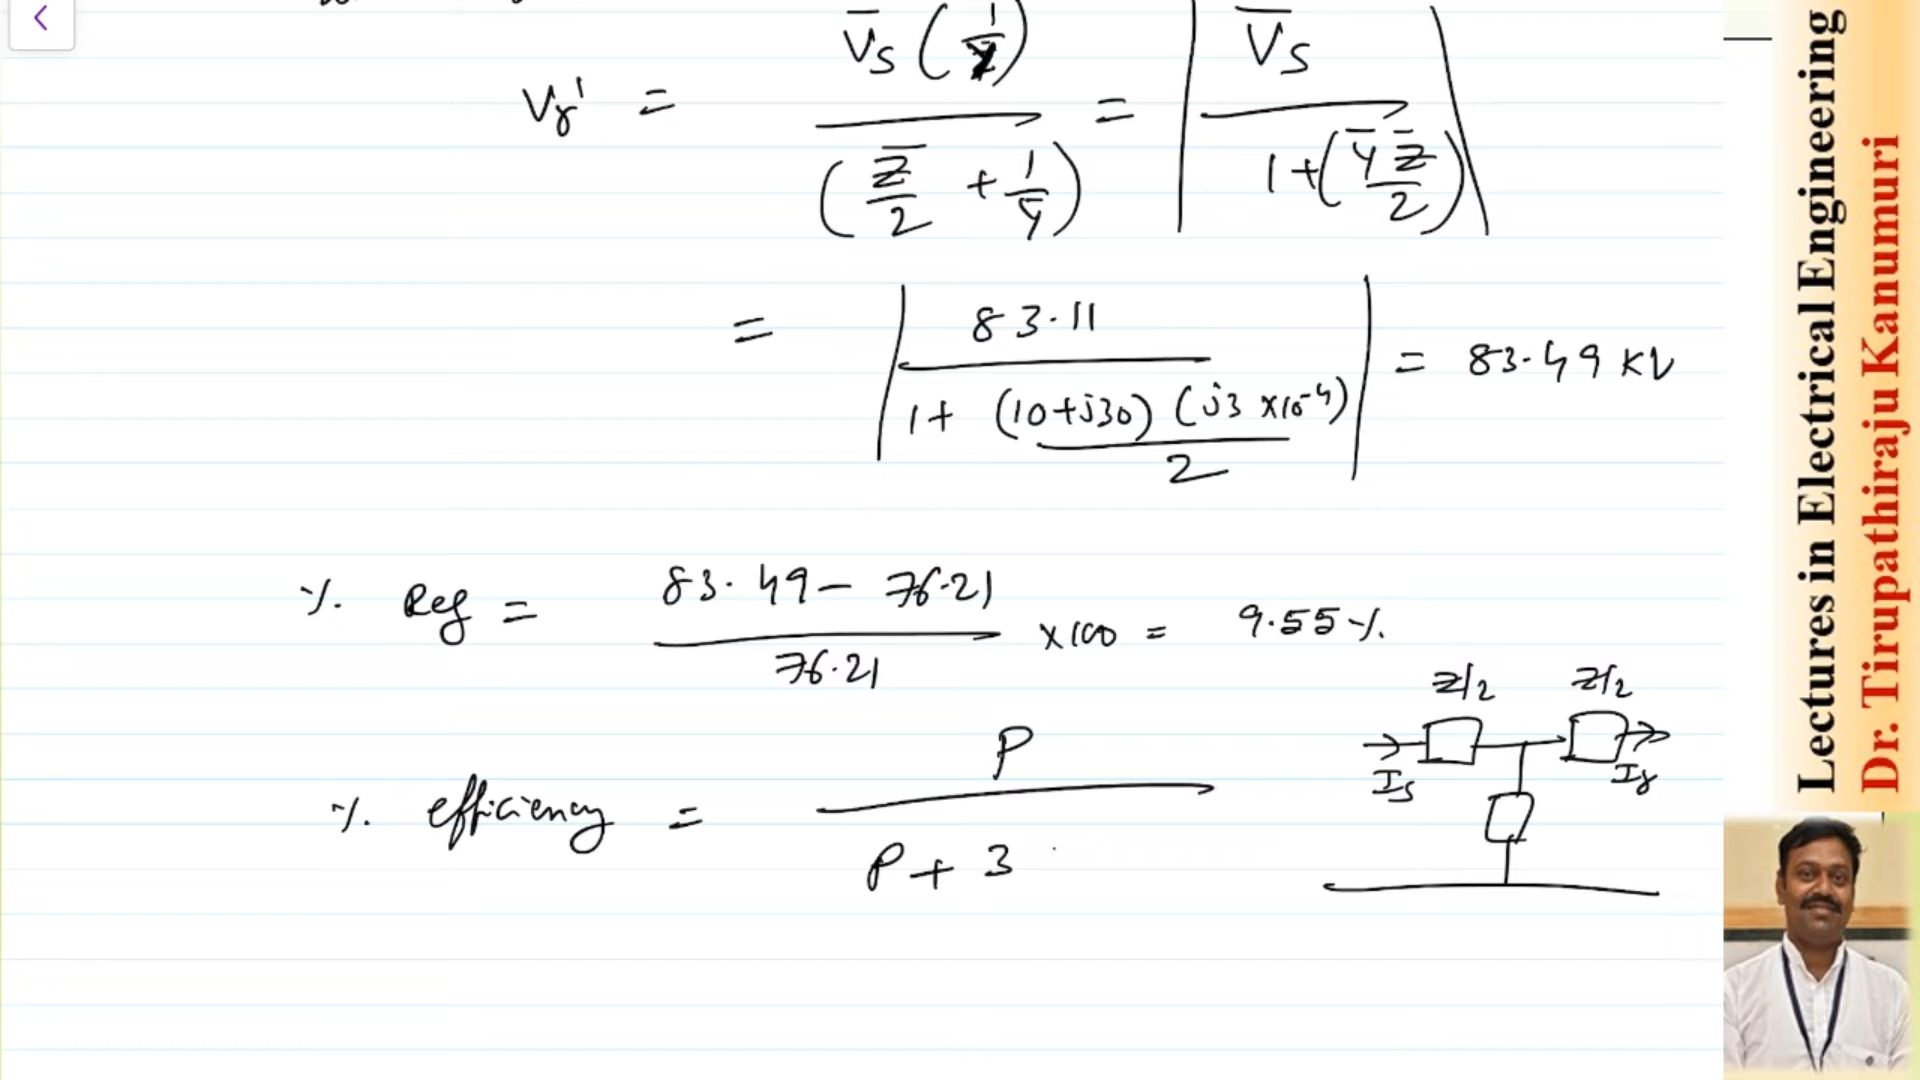 Vr' = V̅s (1/Y) / (Z̅/2 + 1/Y) = | V̅s / (1 + (Y̅ Z̅ / 2)) |
= | 83.11 / (1 + (10+j30) (j3 x10⁻⁴) / 2) | = 83.49 KV
% Reg = (83.49 - 76.21) / 76.21 x100 = 9.55 %
Z/2 Z/2
Is Ir
% efficiency = P / (P + 3
Lectures in Electrical Engineering
Dr. Tirupathiraju Kanumuri